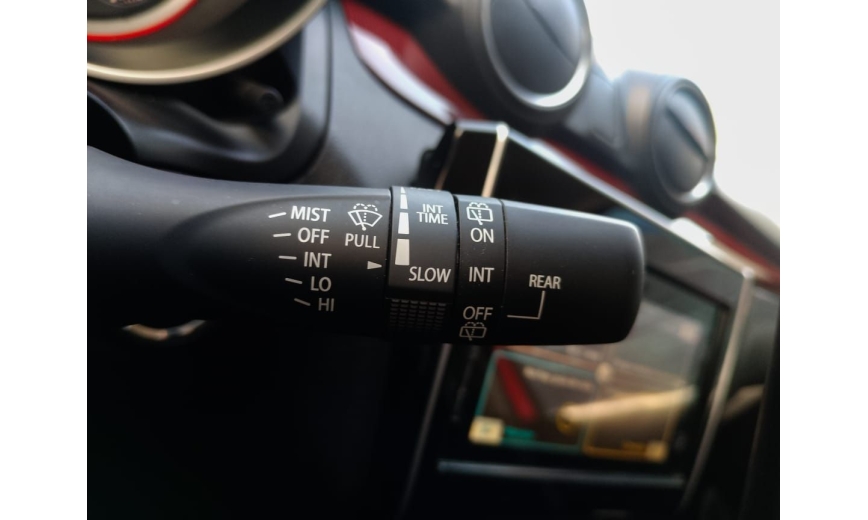 MIST
OFF
INT
LO
HI
PULL
INT
TIME
SLOW
ON
INT
OFF
REAR